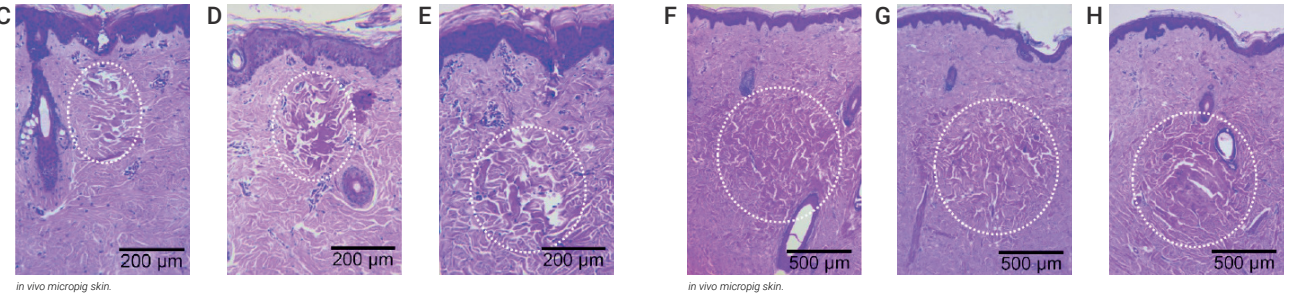 C D E F G H
200 μm 200 μm 200 μm 500 μm 500 μm 500 μm
in vivo micropig skin. in vivo micropig skin.